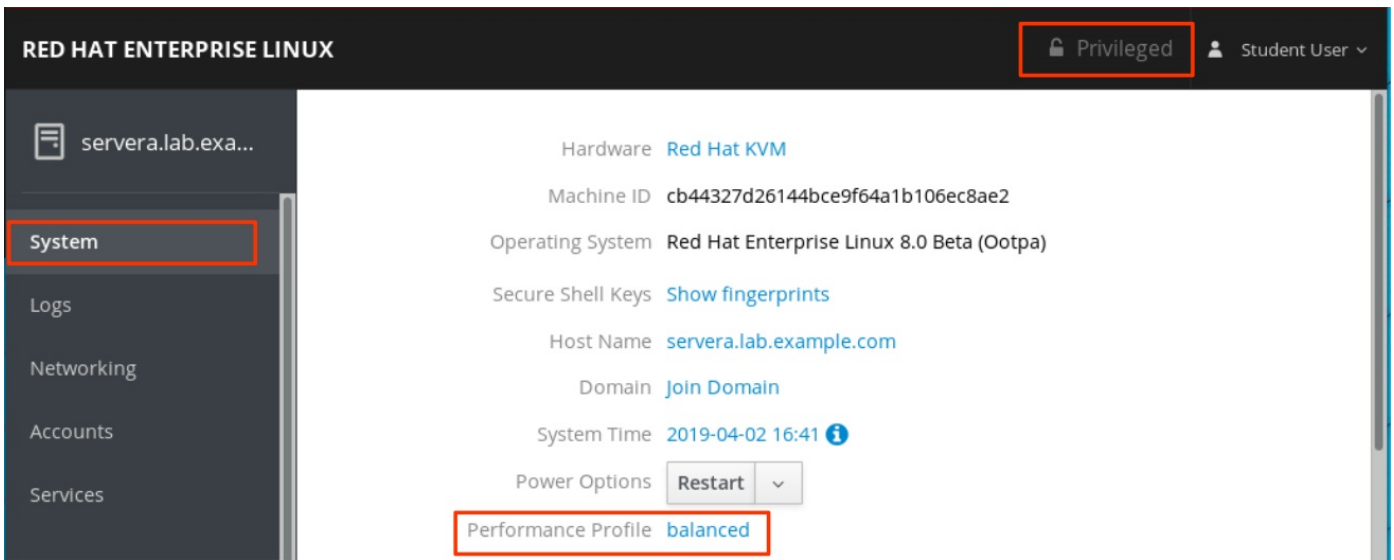 RED HAT ENTERPRISE LINUX
Privileged
Student User
servera.lab.exa...
System
Logs
Networking
Accounts
Services
Hardware Red Hat KVM
Machine ID cb44327d26144bce9f64a1b106ec8ae2
Operating System Red Hat Enterprise Linux 8.0 Beta (Ootpa)
Secure Shell Keys Show fingerprints
Host Name servera.lab.example.com
Domain Join Domain
System Time 2019-04-02 16:41
Power Options Restart
Performance Profile balanced